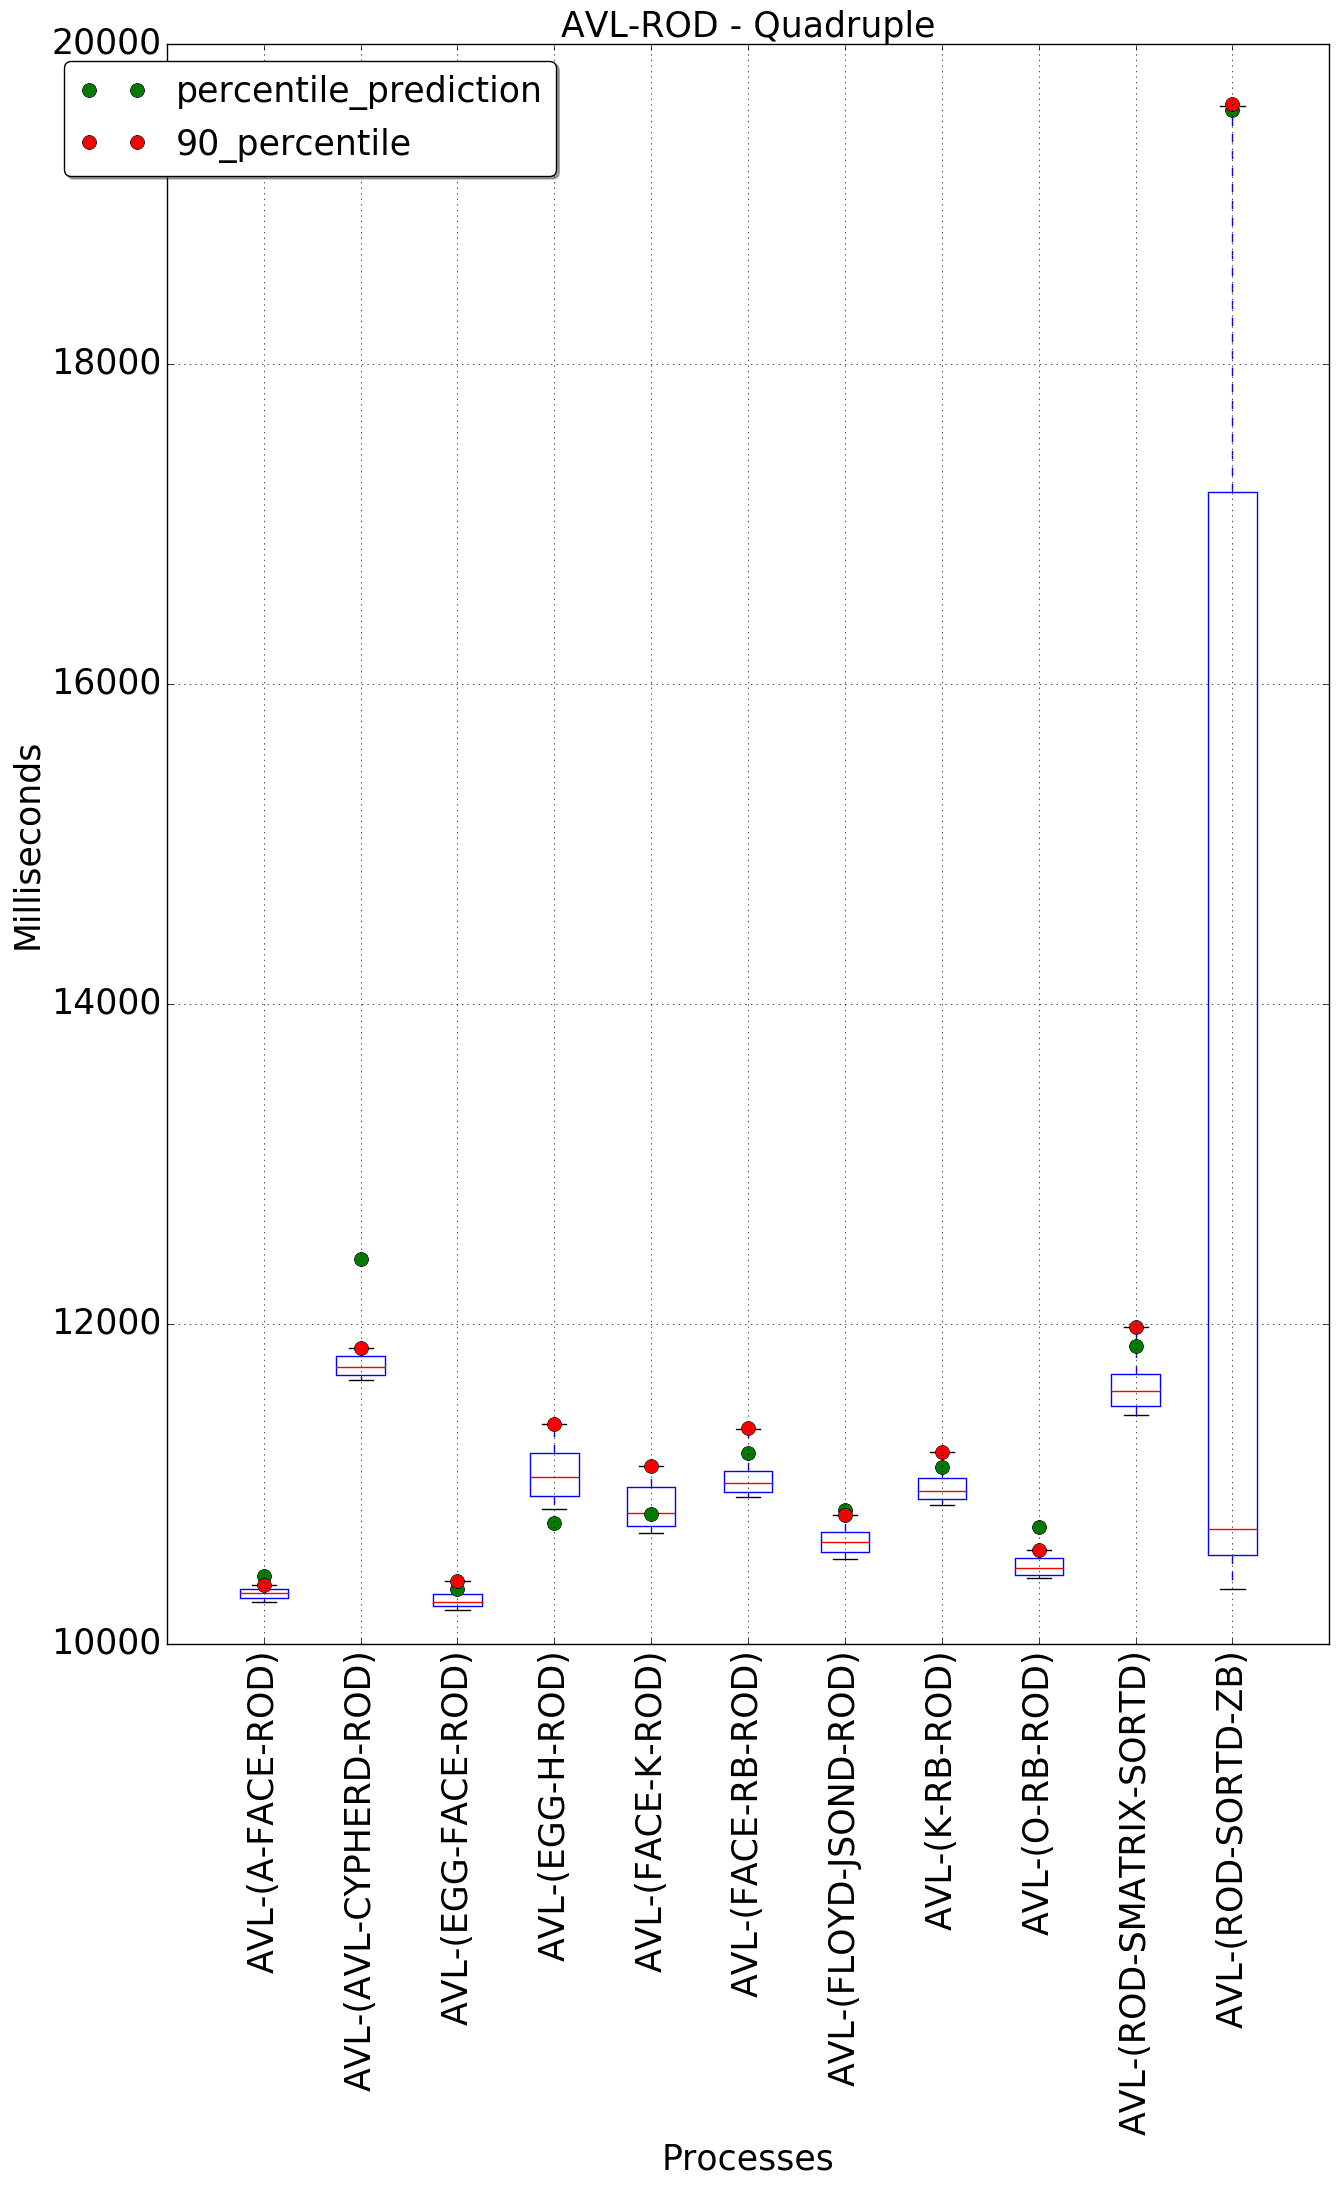 AVL-ROD - Quadruple
percentile_prediction
90_percentile
20000
18000
16000
14000
12000
10000
Milliseconds
AVL-(A-FACE-ROD)
AVL-(AVL-CYPHERD-ROD)
AVL-(EGG-FACE-ROD)
AVL-(EGG-H-ROD)
AVL-(FACE-K-ROD)
AVL-(FACE-RB-ROD)
AVL-(FLOYD-JSOND-ROD)
AVL-(K-RB-ROD)
AVL-(O-RB-ROD)
AVL-(ROD-SMATRIX-SORTD)
AVL-(ROD-SORTD-ZB)
Processes